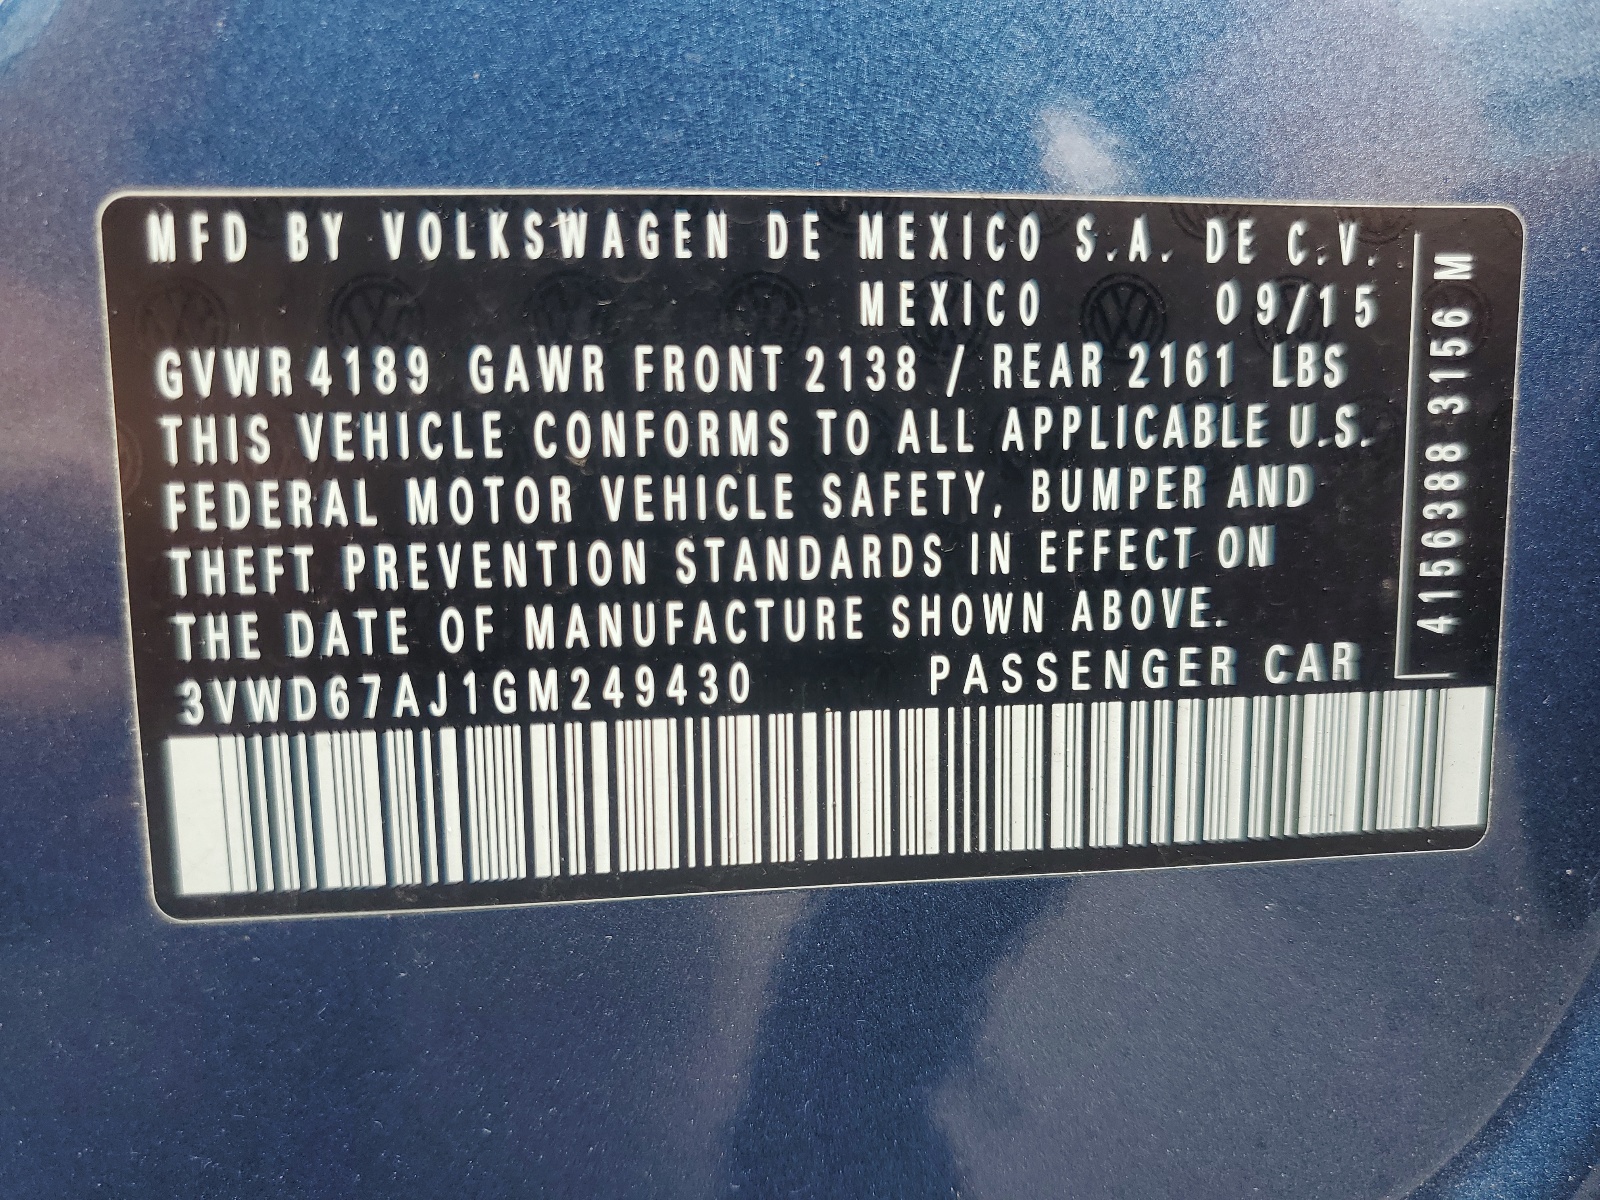 MFD BY VOLKSWAGEN DE MEXICO S.A. DE C.V.
MEXICO 09/15
GVWR 4189 GAWR FRONT 2138 / REAR 2161 LBS
THIS VEHICLE CONFORMS TO ALL APPLICABLE U.S.
FEDERAL MOTOR VEHICLE SAFETY, BUMPER AND
THEFT PREVENTION STANDARDS IN EFFECT ON
THE DATE OF MANUFACTURE SHOWN ABOVE.
3VWD67AJ1GM249430 PASSENGER CAR
4156388 3156 M